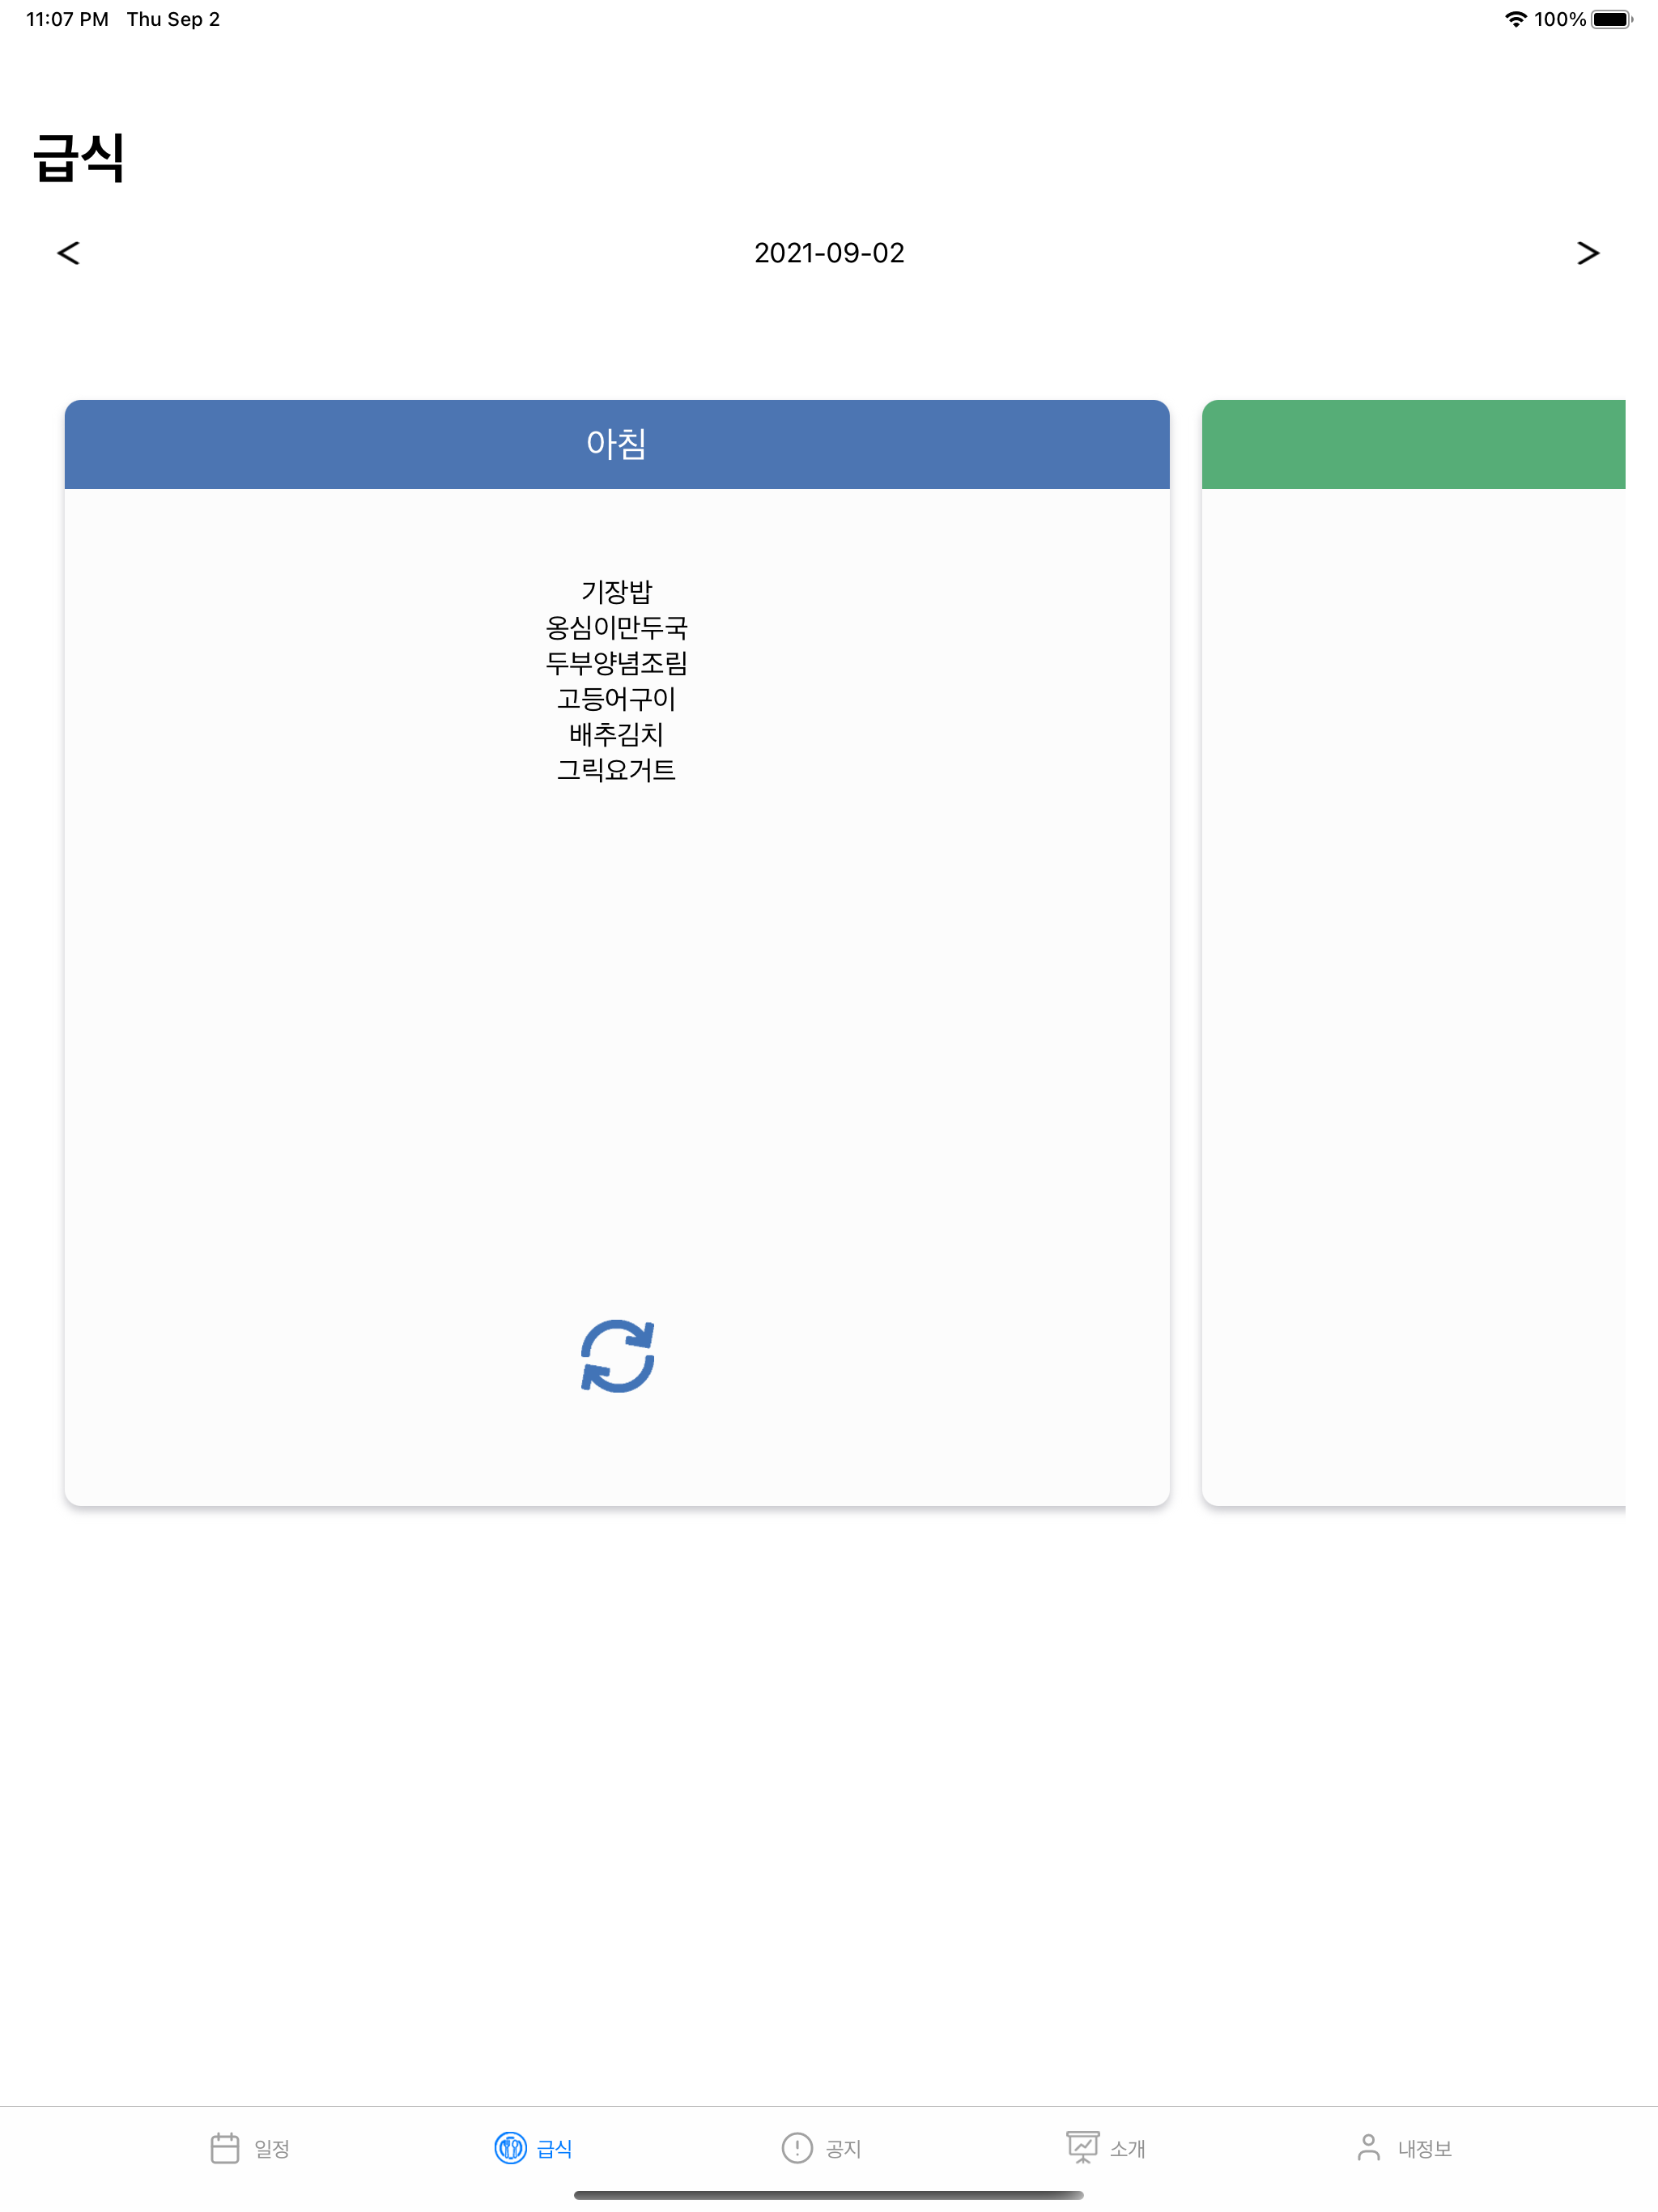 11:07 PM Thu Sep 2
100%
급식
< 2021-09-02 >
아침
기장밥
옹심이만두국
두부양념조림
고등어구이
배추김치
그릭요거트
일정 급식 공지 소개 내정보